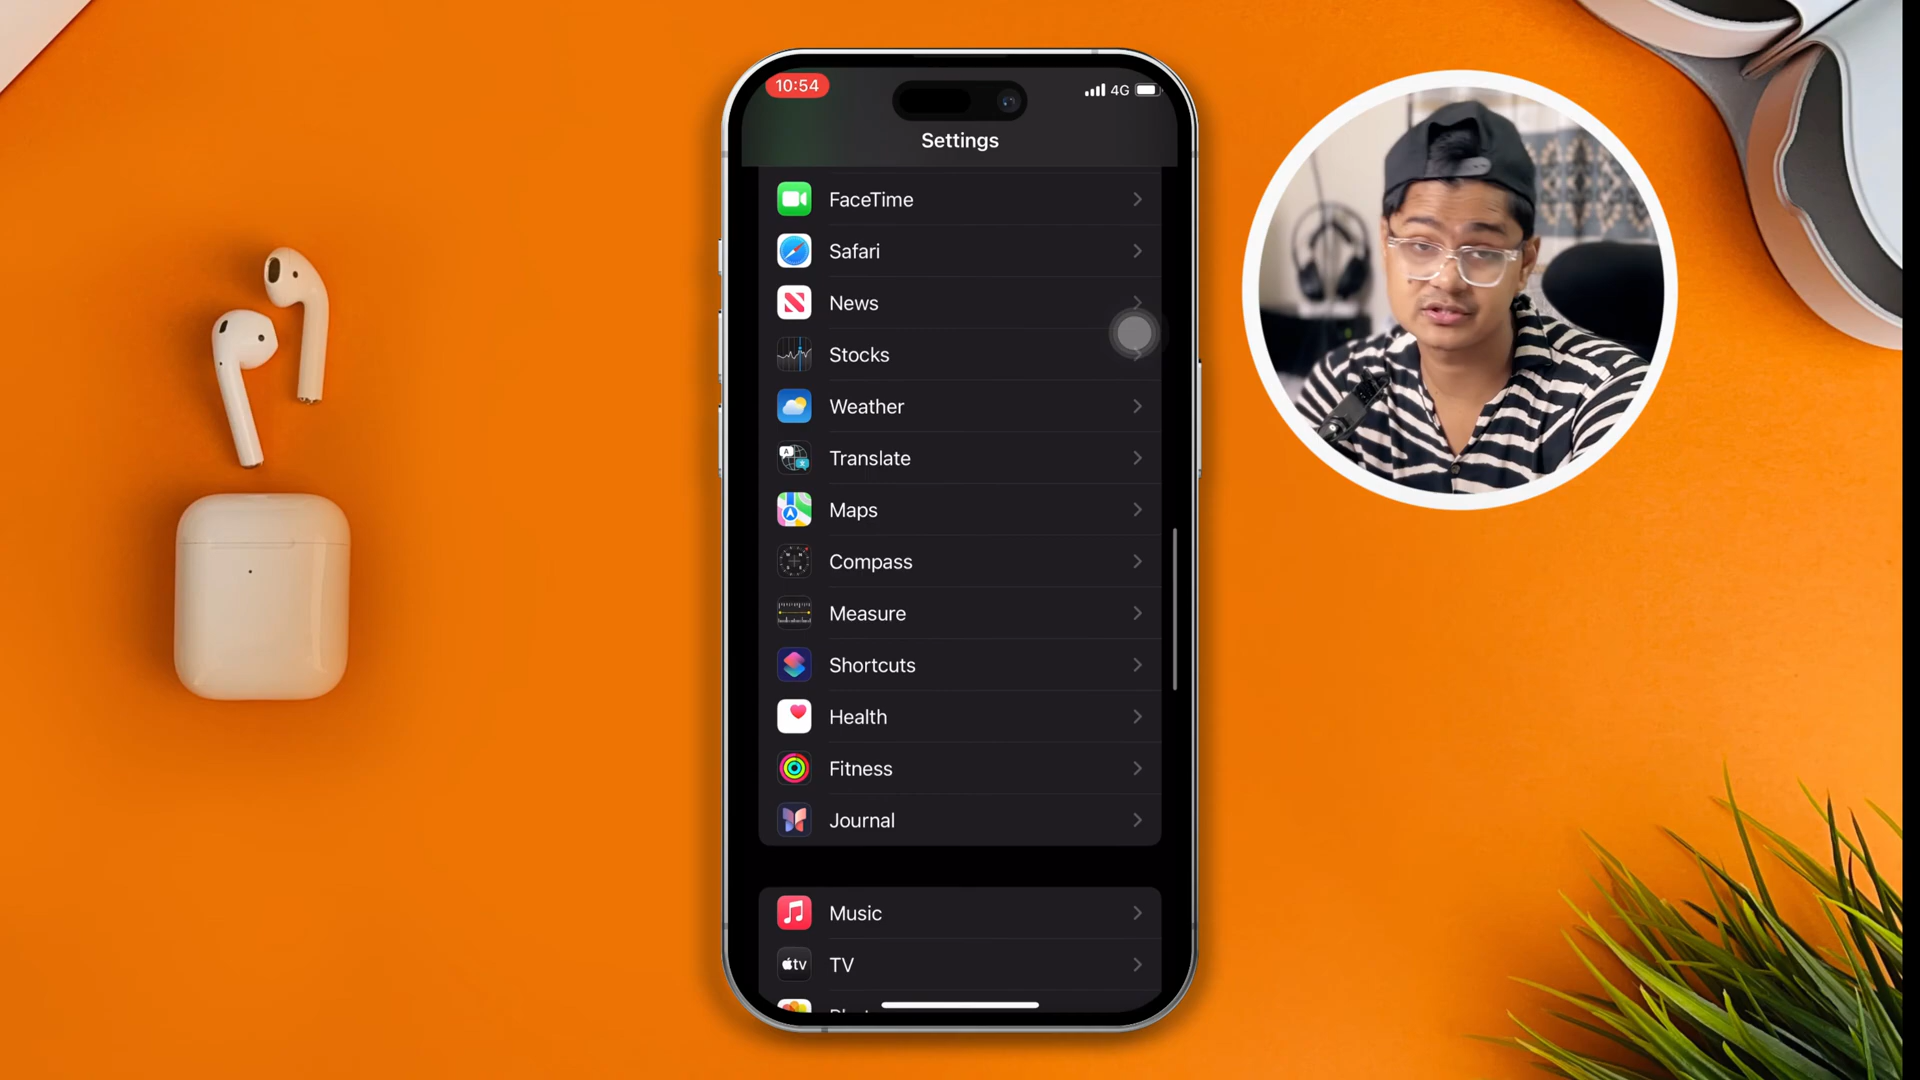 10:54
4G
Settings
FaceTime
Safari
News
Stocks
Weather
Translate
Maps
Compass
Measure
Shortcuts
Health
Fitness
Journal
Music
tv
TV